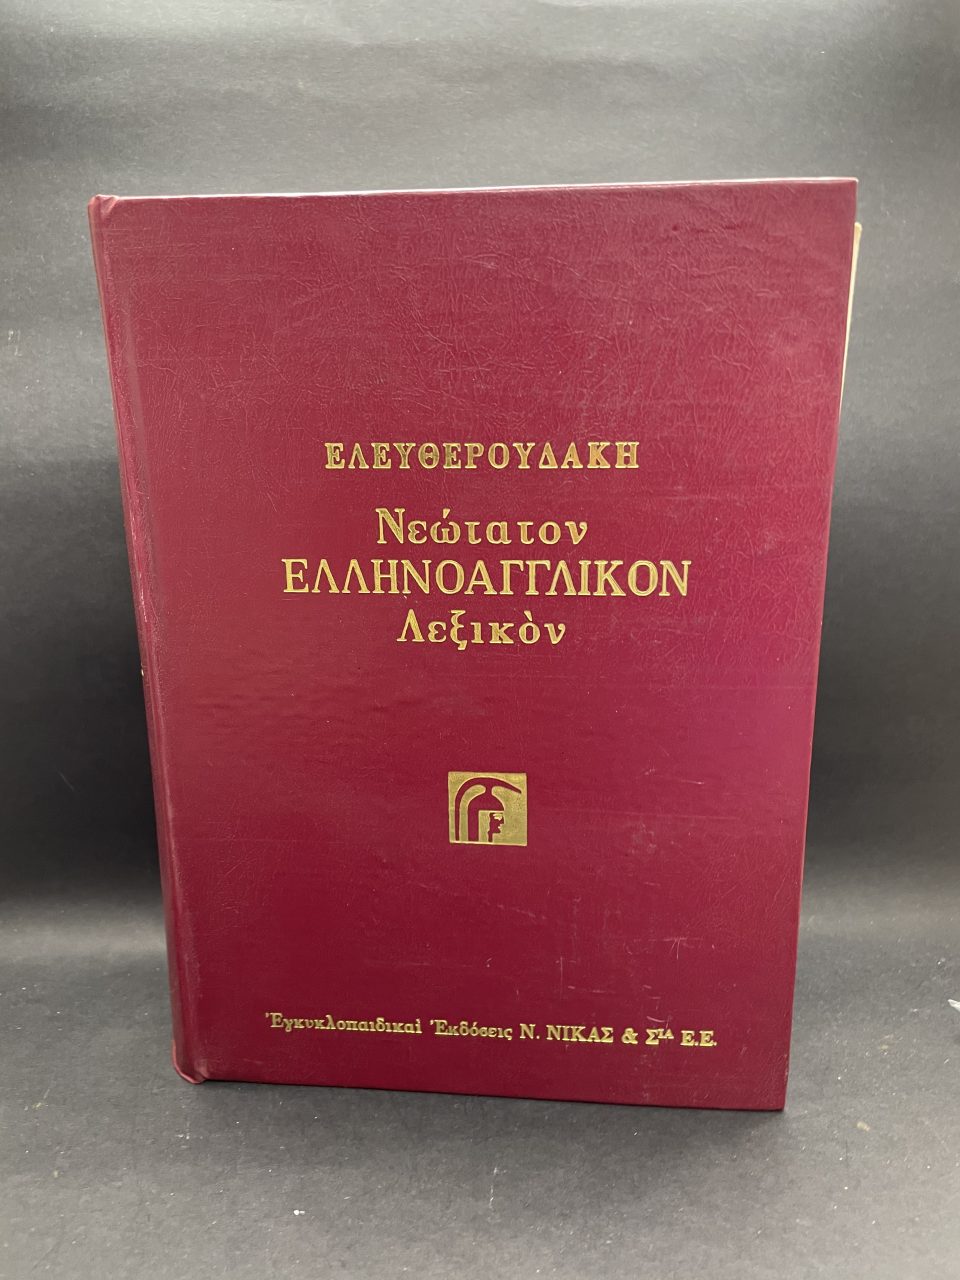 ΕΛΕΥΘΕΡΟΥΔΑΚΗ
Νεώτατον
ΕΛΛΗΝΟΑΓΓΛΙΚΟΝ
Λεξικὸν
Ἐγκυκλοπαιδικαὶ Ἐκδόσεις Ν. ΝΙΚΑΣ & ΣΙΑ Ε.Ε.